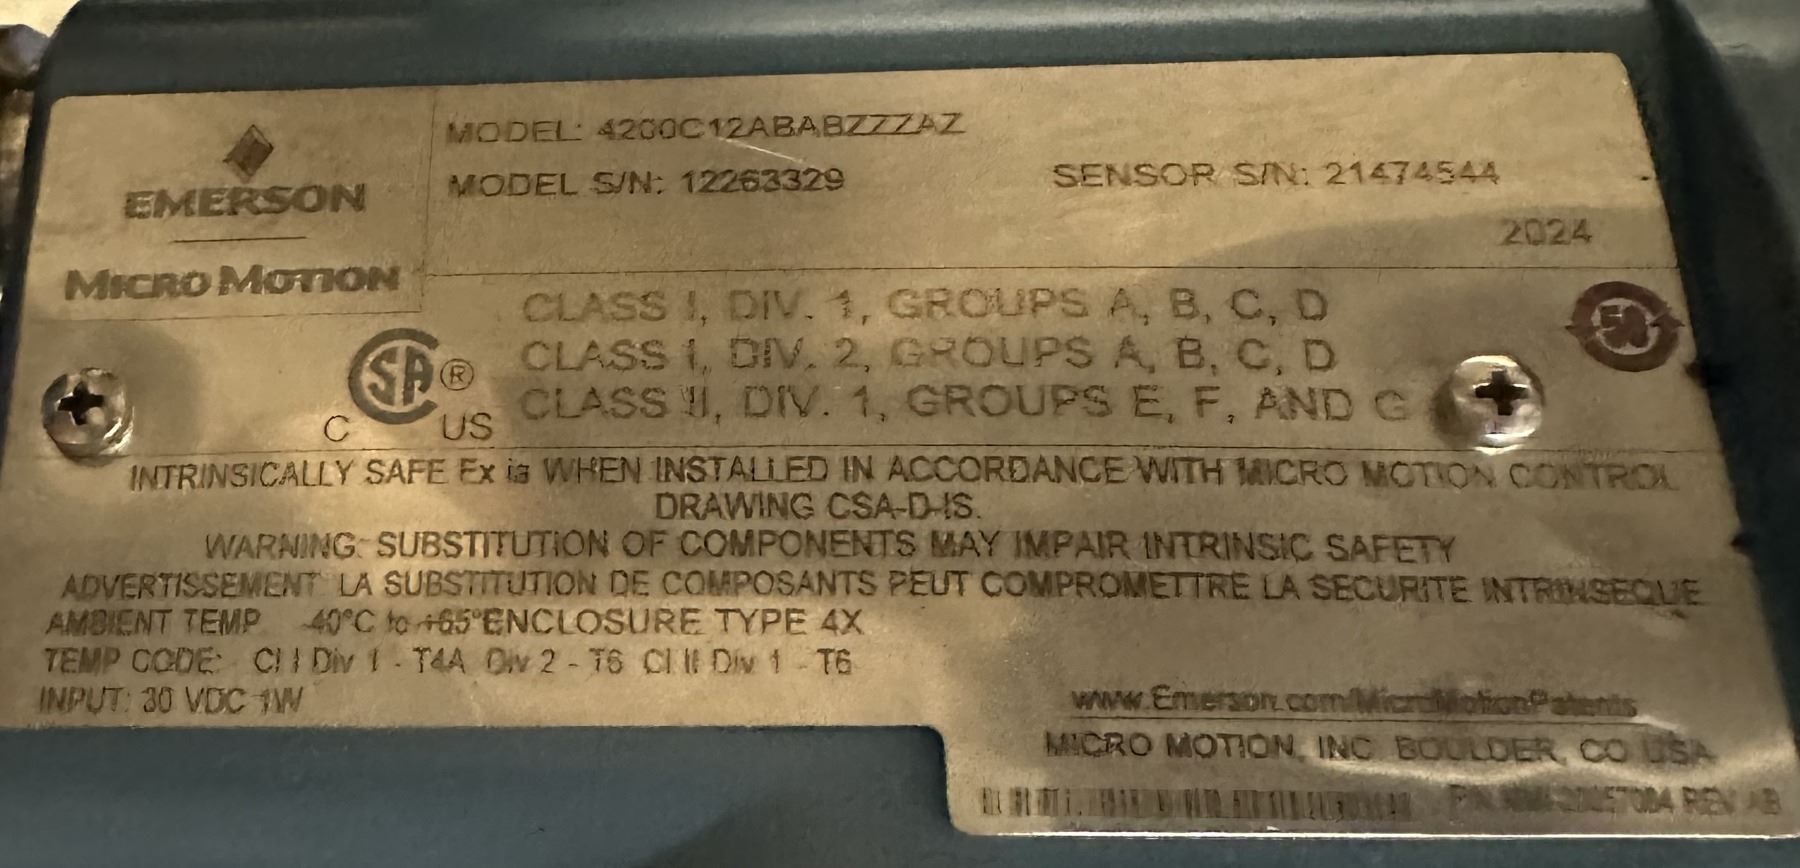 EMERSON
MICRO MOTION
MODEL: 4200C12ABABZZZAZ
MODEL S/N: 12263329
SENSOR S/N: 21474544
2024
CLASS I, DIV. 1, GROUPS A, B, C, D
CLASS I, DIV. 2, GROUPS A, B, C, D
CLASS II, DIV. 1, GROUPS E, F, AND G
50
SA ®
C US
INTRINSICALLY SAFE Ex ia WHEN INSTALLED IN ACCORDANCE WITH MICRO MOTION CONTROL
DRAWING CSA-D-IS.
WARNING: SUBSTITUTION OF COMPONENTS MAY IMPAIR INTRINSIC SAFETY
ADVERTISSEMENT LA SUBSTITUTION DE COMPOSANTS PEUT COMPROMETTRE LA SECURITE INTRINSEQUE
AMBIENT TEMP -40°C to +65°ENCLOSURE TYPE 4X
TEMP CODE: Cl I Div 1 - T4A Div 2 - T6 Cl II Div 1 - T6
INPUT: 30 VDC 1W
www.Emerson.com/MicroMotionPatents
MICRO MOTION, INC. BOULDER, CO USA
REV AB